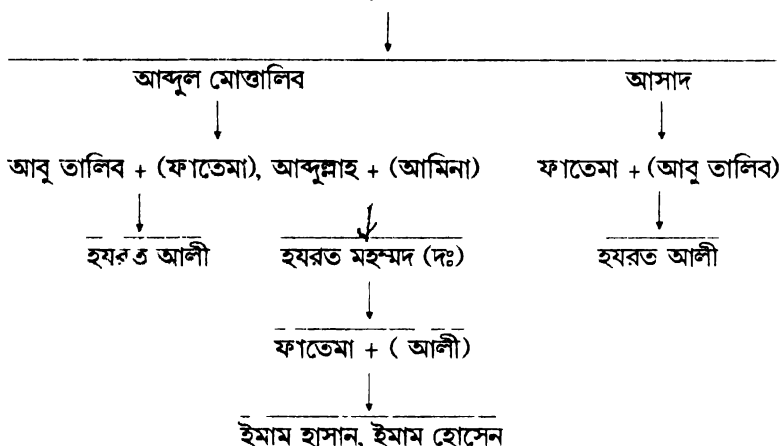 আব্দুল মোত্তালিব আসাদ
আবু তালিব + (ফাতেমা), আব্দুল্লাহ + (আমিনা) ফাতেমা + (আবু তালিব)
হযরত আলী হযরত মহম্মদ (দঃ) হযরত আলী
ফাতেমা + ( আলী)
ইমাম হাসান, ইমাম হোসেন